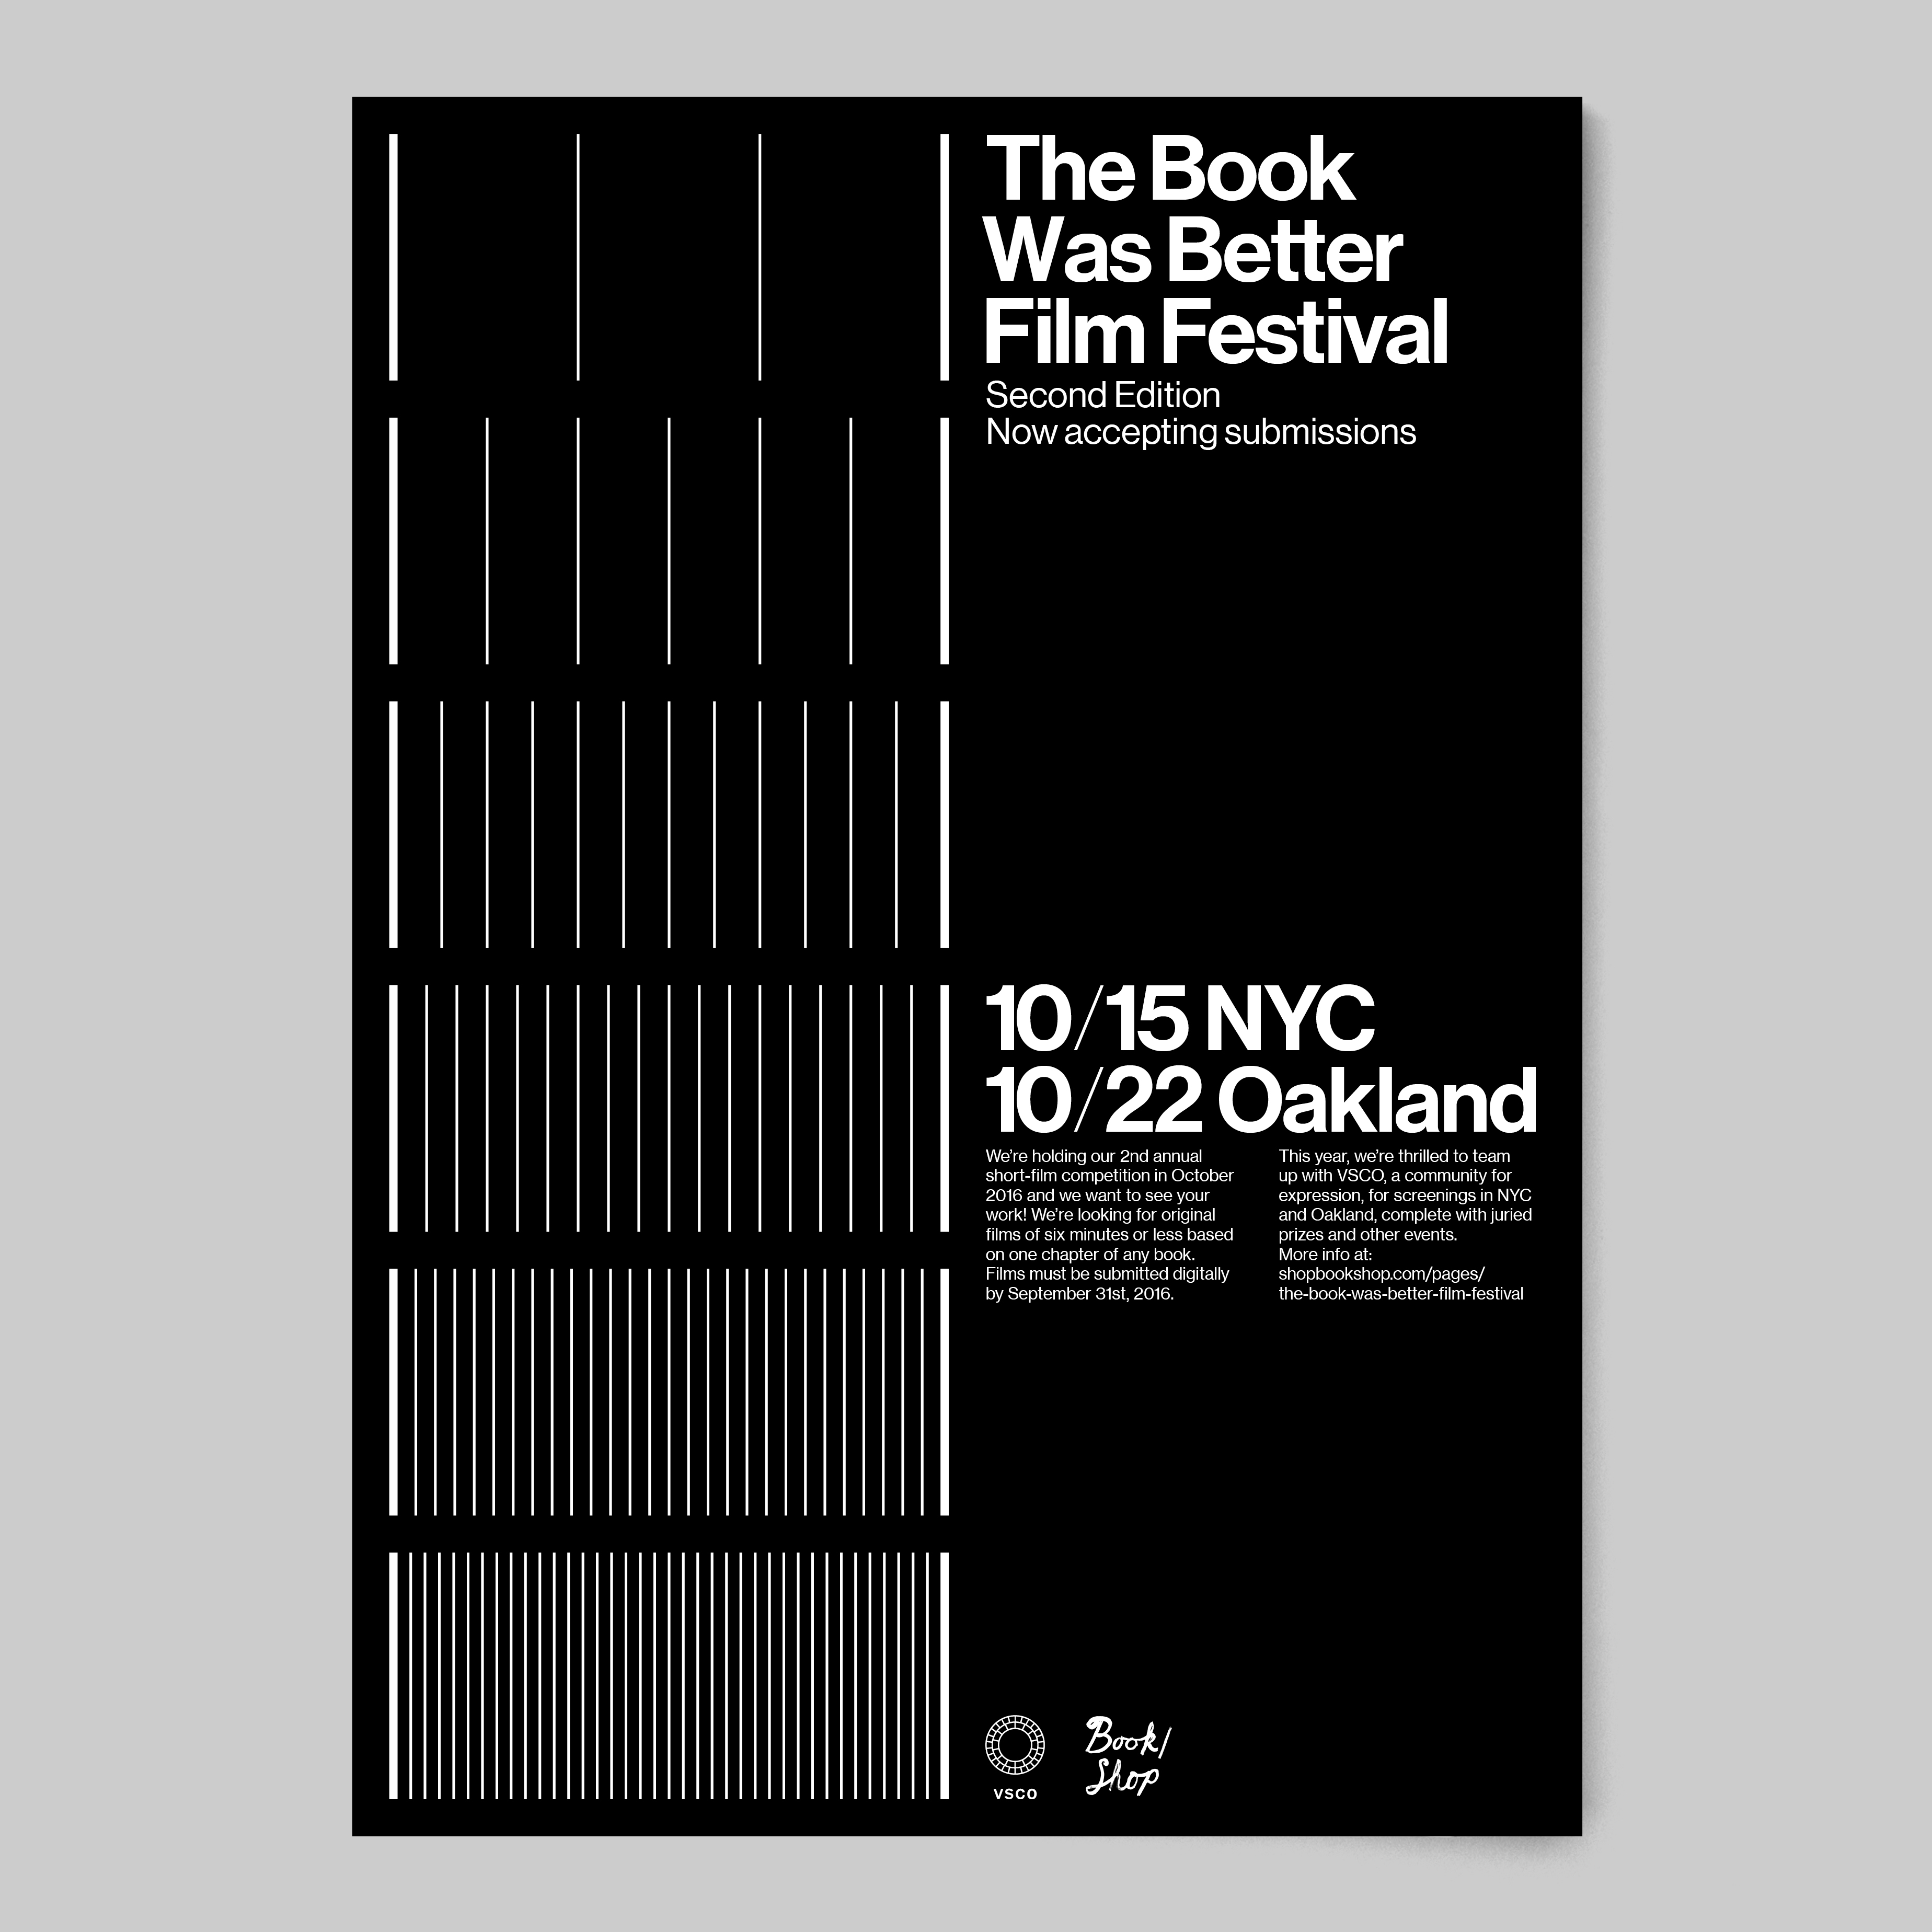 The Book
Was Better
Film Festival
Second Edition
Now accepting submissions
10/15 NYC
10/22 Oakland
We’re holding our 2nd annual
short-film competition in October
2016 and we want to see your
work! We’re looking for original
films of six minutes or less based
on one chapter of any book.
Films must be submitted digitally
by September 31st, 2016.
This year, we’re thrilled to team
up with VSCO, a community for
expression, for screenings in NYC
and Oakland, complete with juried
prizes and other events.
More info at:
shopbookshop.com/pages/
the-book-was-better-film-festival
VSCO
Book/
Shop